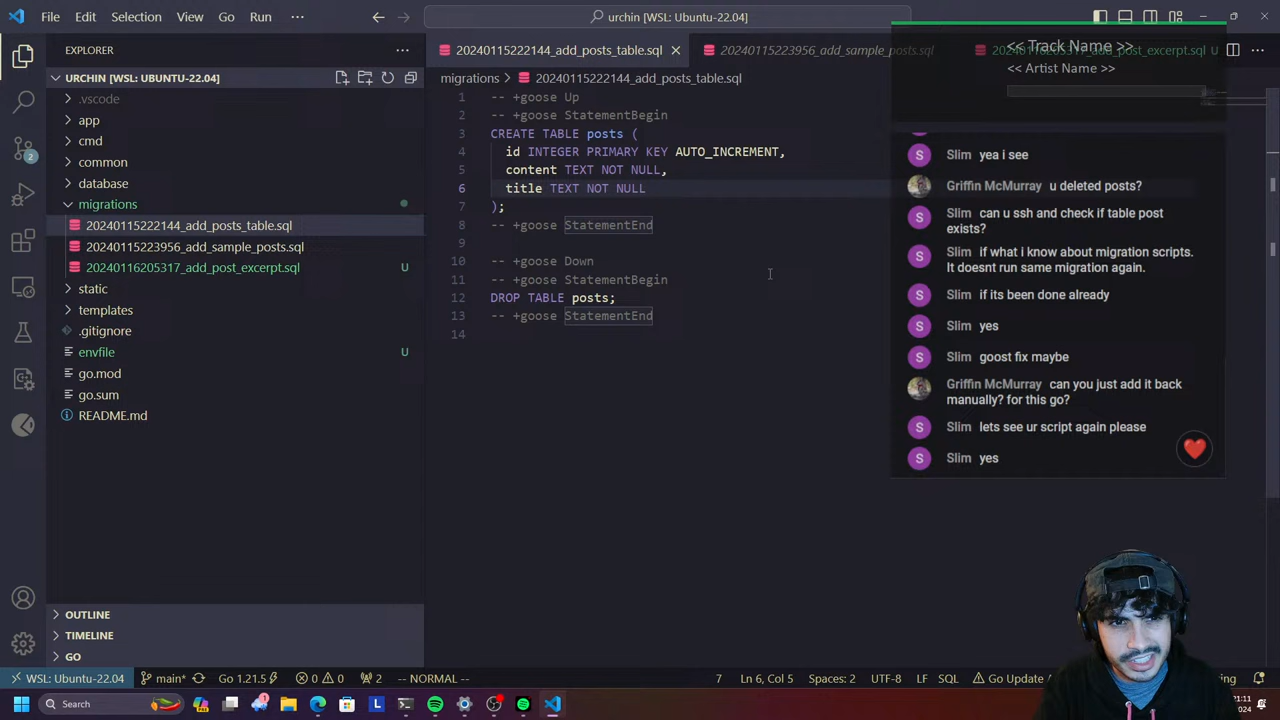 File Edit Selection View Go Run ···
urchin [WSL: Ubuntu-22.04]
EXPLORER
URCHIN [WSL: UBUNTU-22.04]
.vscode
app
cmd
common
database
migrations
20240115222144_add_posts_table.sql
20240115223956_add_sample_posts.sql
20240116205317_add_post_excerpt.sql U
static
templates
.gitignore
envfile U
go.mod
go.sum
README.md
OUTLINE
TIMELINE
GO
20240115222144_add_posts_table.sql
20240115223956_add_sample_posts.sql
post_excerpt.sql U
migrations > 20240115222144_add_posts_table.sql
1 -- +goose Up
2 -- +goose StatementBegin
3 CREATE TABLE posts (
4 id INTEGER PRIMARY KEY AUTO_INCREMENT,
5 content TEXT NOT NULL,
6 title TEXT NOT NULL
7 );
8 -- +goose StatementEnd
9
10 -- +goose Down
11 -- +goose StatementBegin
12 DROP TABLE posts;
13 -- +goose StatementEnd
14
<< Track Name >>
<< Artist Name >>
S Slim yea i see
Griffin McMurray u deleted posts?
S Slim can u ssh and check if table post
exists?
S Slim if what i know about migration scripts.
It doesnt run same migration again.
S Slim if its been done already
S Slim yes
S Slim goost fix maybe
Griffin McMurray can you just add it back
manually? for this go?
S Slim lets see ur script again please
S Slim yes
WSL: Ubuntu-22.04 main* Go 1.21.5 0 0 2 -- NORMAL -- 7 Ln 6, Col 5 Spaces: 2 UTF-8 LF SQL Go Update
Search